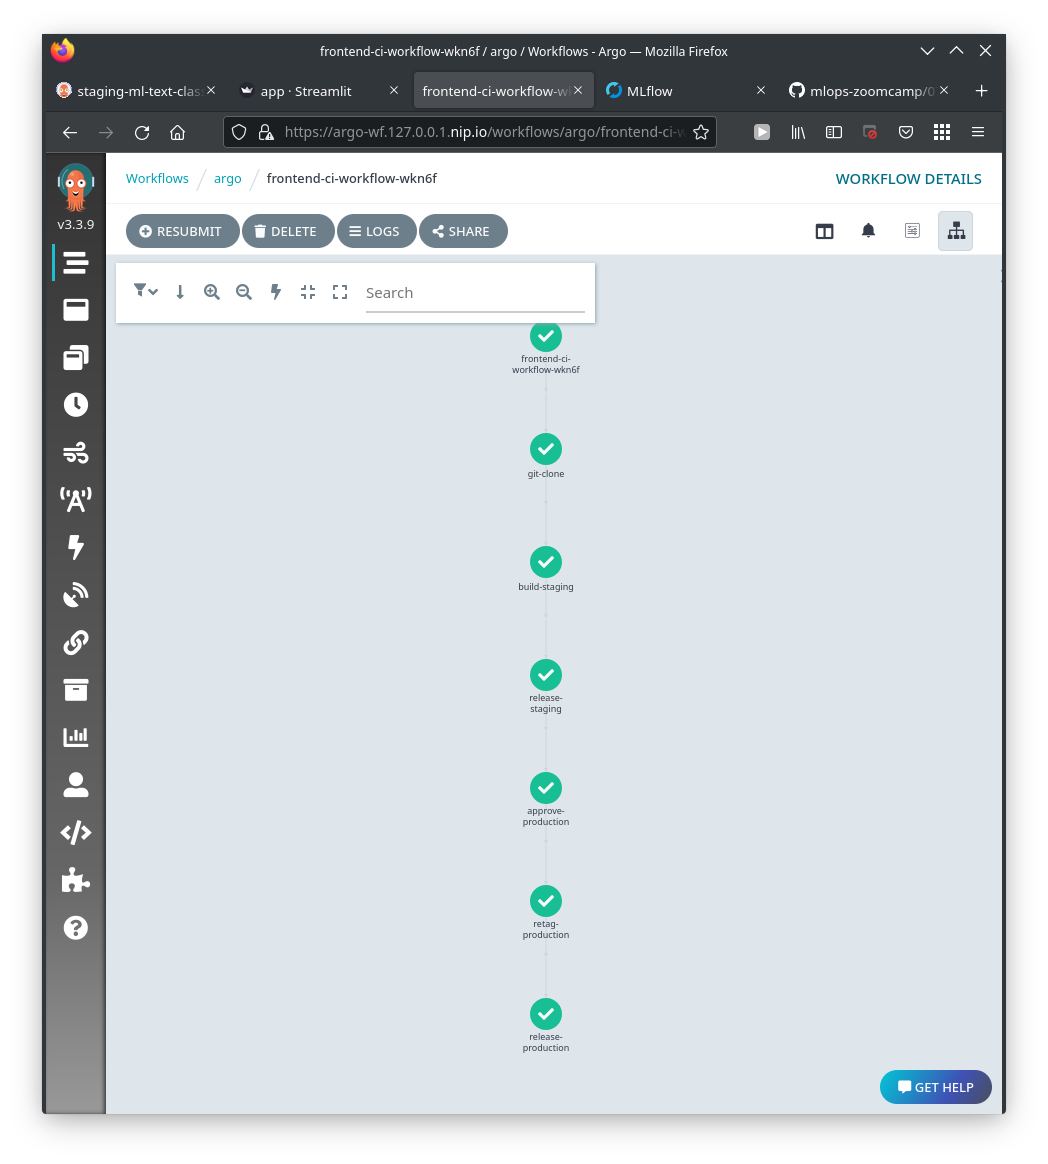 frontend-ci-workflow-wkn6f / argo / Workflows - Argo — Mozilla Firefox
staging-ml-text-clas
app · Streamlit
frontend-ci-workflow-w
MLflow
mlops-zoomcamp/0
https://argo-wf.127.0.0.1.nip.io/workflows/argo/frontend-ci-w
v3.3.9
Workflows / argo / frontend-ci-workflow-wkn6f
WORKFLOW DETAILS
RESUBMIT
DELETE
LOGS
SHARE
Search
frontend-ci-
workflow-wkn6f
git-clone
build-staging
release-
staging
approve-
production
retag-
production
release-
production
GET HELP